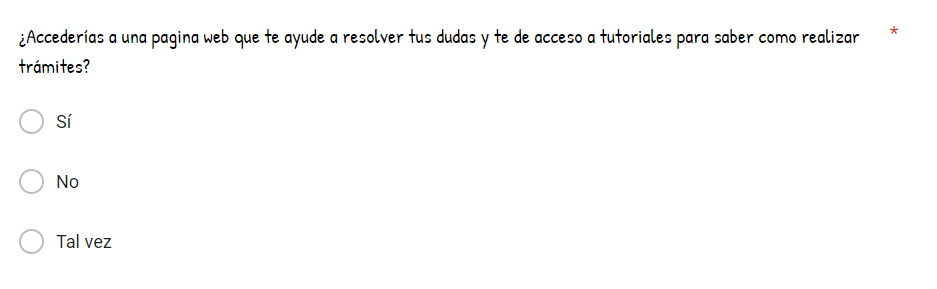 ¿Accederías a una pagina web que te ayude a resolver tus dudas y te de acceso a tutoriales para saber como realizar *
trámites?
Sí
No
Tal vez